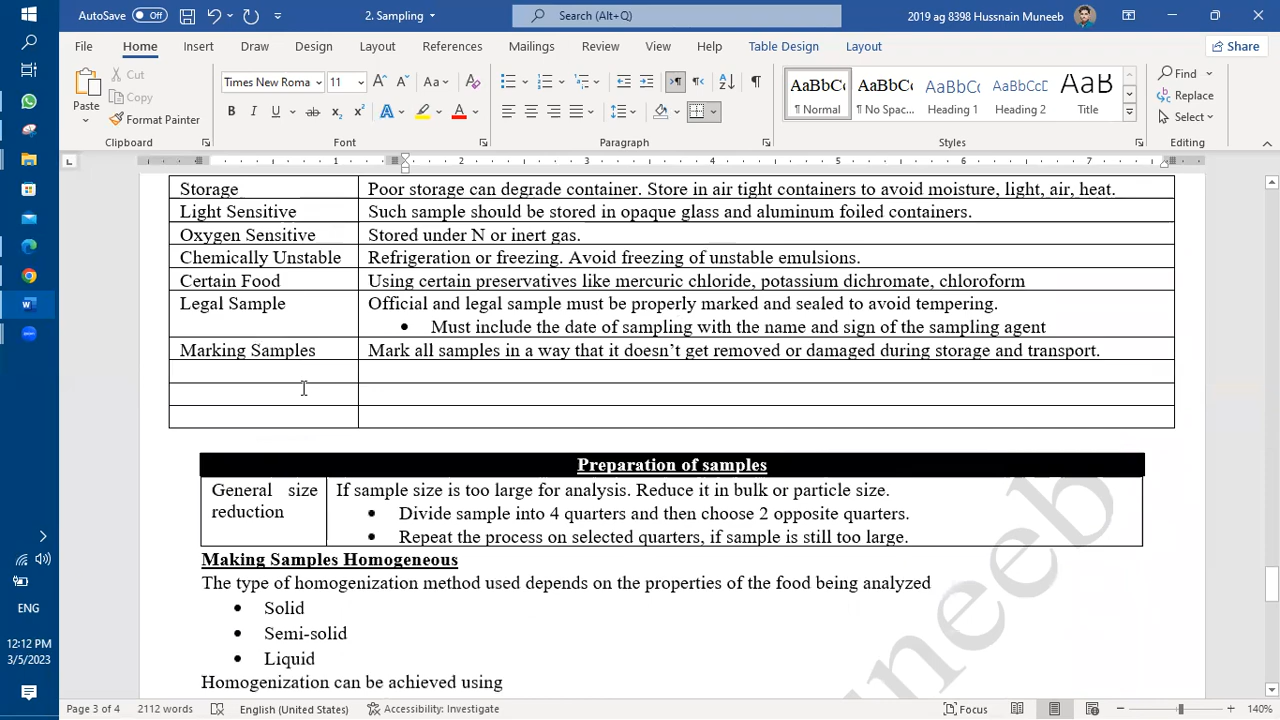 AutoSave Off 2. Sampling Search (Alt+Q) 2019 ag 8398 Hussnain Muneeb
File Home Insert Draw Design Layout References Mailings Review View Help Table Design Layout Share
Paste Cut Copy Format Painter
Times New Roma 11 A A Aa A
B I U ab x2 x2 A A
AaBbCc AaBbCc AaBbCc AaBbCcD AaB
¶ Normal ¶ No Spac... Heading 1 Heading 2 Title
Find Replace Select
Clipboard Font Paragraph Styles Editing
1 2 3 4 5 6 7
Storage Poor storage can degrade container. Store in air tight containers to avoid moisture, light, air, heat.
Light Sensitive Such sample should be stored in opaque glass and aluminum foiled containers.
Oxygen Sensitive Stored under N or inert gas.
Chemically Unstable Refrigeration or freezing. Avoid freezing of unstable emulsions.
Certain Food Using certain preservatives like mercuric chloride, potassium dichromate, chloroform
Legal Sample Official and legal sample must be properly marked and sealed to avoid tempering.
• Must include the date of sampling with the name and sign of the sampling agent
Marking Samples Mark all samples in a way that it doesn’t get removed or damaged during storage and transport.
Preparation of samples
General size reduction If sample size is too large for analysis. Reduce it in bulk or particle size.
• Divide sample into 4 quarters and then choose 2 opposite quarters.
• Repeat the process on selected quarters, if sample is still too large.
Making Samples Homogeneous
The type of homogenization method used depends on the properties of the food being analyzed
• Solid
• Semi-solid
• Liquid
Homogenization can be achieved using
uneeb
ENG
12:12 PM
3/5/2023
Page 3 of 4 2112 words English (United States) Accessibility: Investigate Focus 140%